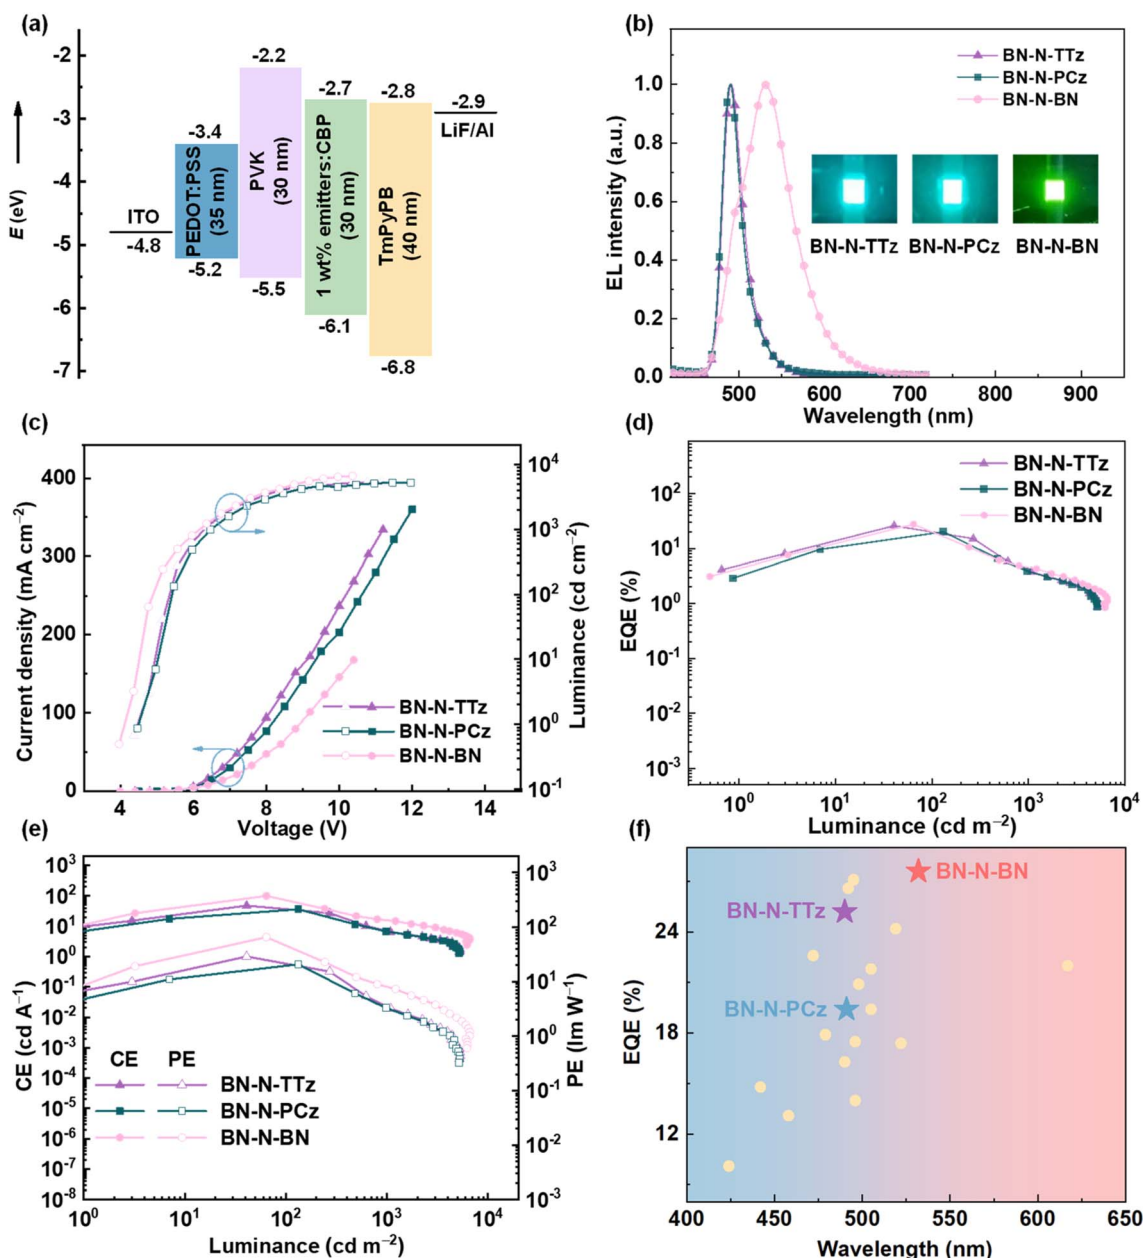 (a)
E (eV)
-2
-3
-4
-5
-6
-7
ITO
-4.8
-3.4
PEDOT:PSS
(35 nm)
-5.2
-2.2
PVK
(30 nm)
-5.5
-2.7
1 wt% emitters:CBP
(30 nm)
-6.1
-2.8
TmPyPB
(40 nm)
-6.8
-2.9
LiF/Al
(b)
EL intensity (a.u.)
1.0
0.8
0.6
0.4
0.2
0.0
BN-N-TTz
BN-N-PCz
BN-N-BN
BN-N-TTz BN-N-PCz BN-N-BN
500 600 700 800 900
Wavelength (nm)
(c)
Current density (mA cm⁻²)
400
300
200
100
0
Luminance (cd cm⁻²)
10⁴
10³
10²
10¹
10⁰
10⁻¹
BN-N-TTz
BN-N-PCz
BN-N-BN
4 6 8 10 12 14
Voltage (V)
(d)
EQE (%)
10²
10¹
10⁰
10⁻¹
10⁻²
10⁻³
BN-N-TTz
BN-N-PCz
BN-N-BN
10⁰ 10¹ 10² 10³ 10⁴
Luminance (cd m⁻²)
(e)
CE (cd A⁻¹)
10³
10²
10¹
10⁰
10⁻¹
10⁻²
10⁻³
10⁻⁴
10⁻⁵
10⁻⁶
10⁻⁷
10⁻⁸
PE (lm W⁻¹)
10³
10²
10¹
10⁰
10⁻¹
10⁻²
10⁻³
CE PE
BN-N-TTz
BN-N-PCz
BN-N-BN
10⁰ 10¹ 10² 10³ 10⁴
Luminance (cd m⁻²)
(f)
EQE (%)
24
18
12
BN-N-BN
BN-N-TTz
BN-N-PCz
400 450 500 550 600 650
Wavelength (nm)